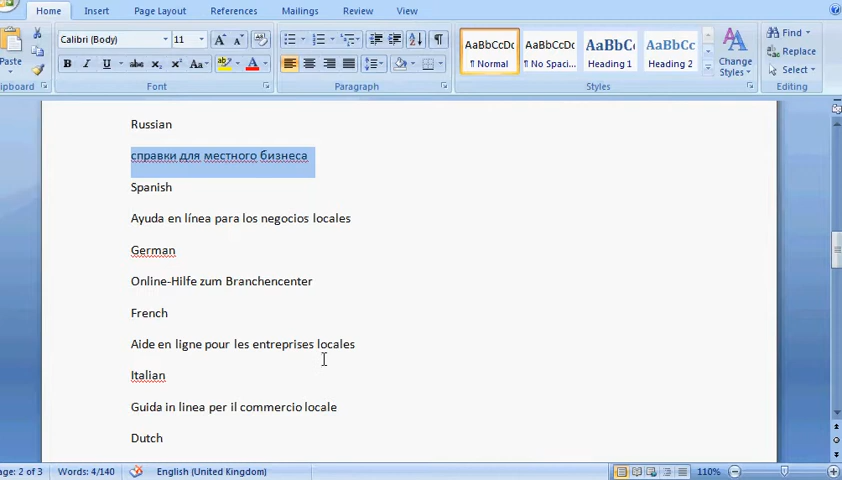 Home Insert Page Layout References Mailings Review View
Calibri (Body) 11 Find
Paste Replace
Select
AaBbCcDc AaBbCcDc AaBbCc AaBbCc
¶ Normal ¶ No Spaci... Heading 1 Heading 2 Change Styles
Font Paragraph Styles Editing
Russian
справки для местного бизнеса
Spanish
Ayuda en línea para los negocios locales
German
Online-Hilfe zum Branchencenter
French
Aide en ligne pour les entreprises locales
Italian
Guida in linea per il commercio locale
Dutch
age: 2 of 3 Words: 4/140 English (United Kingdom) 110%